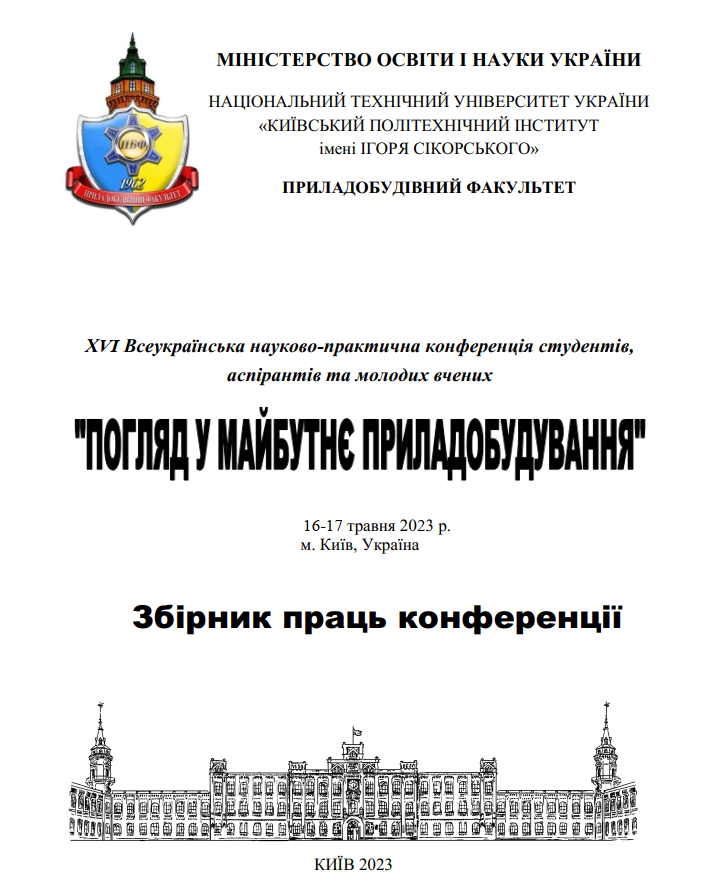 МІНІСТЕРСТВО ОСВІТИ І НАУКИ УКРАЇНИ
НАЦІОНАЛЬНИЙ ТЕХНІЧНИЙ УНІВЕРСИТЕТ УКРАЇНИ
«КИЇВСЬКИЙ ПОЛІТЕХНІЧНИЙ ІНСТИТУТ
імені ІГОРЯ СІКОРСЬКОГО»
ПРИЛАДОБУДІВНИЙ ФАКУЛЬТЕТ
ПБФ
1962
ПРИЛАДОБУДІВНИЙ ФАКУЛЬТЕТ
XVI Всеукраїнська науково-практична конференція студентів,
аспірантів та молодих вчених
"ПОГЛЯД У МАЙБУТНЄ ПРИЛАДОБУДУВАННЯ"
16-17 травня 2023 р.
м. Київ, Україна
Збірник праць конференції
КИЇВ 2023